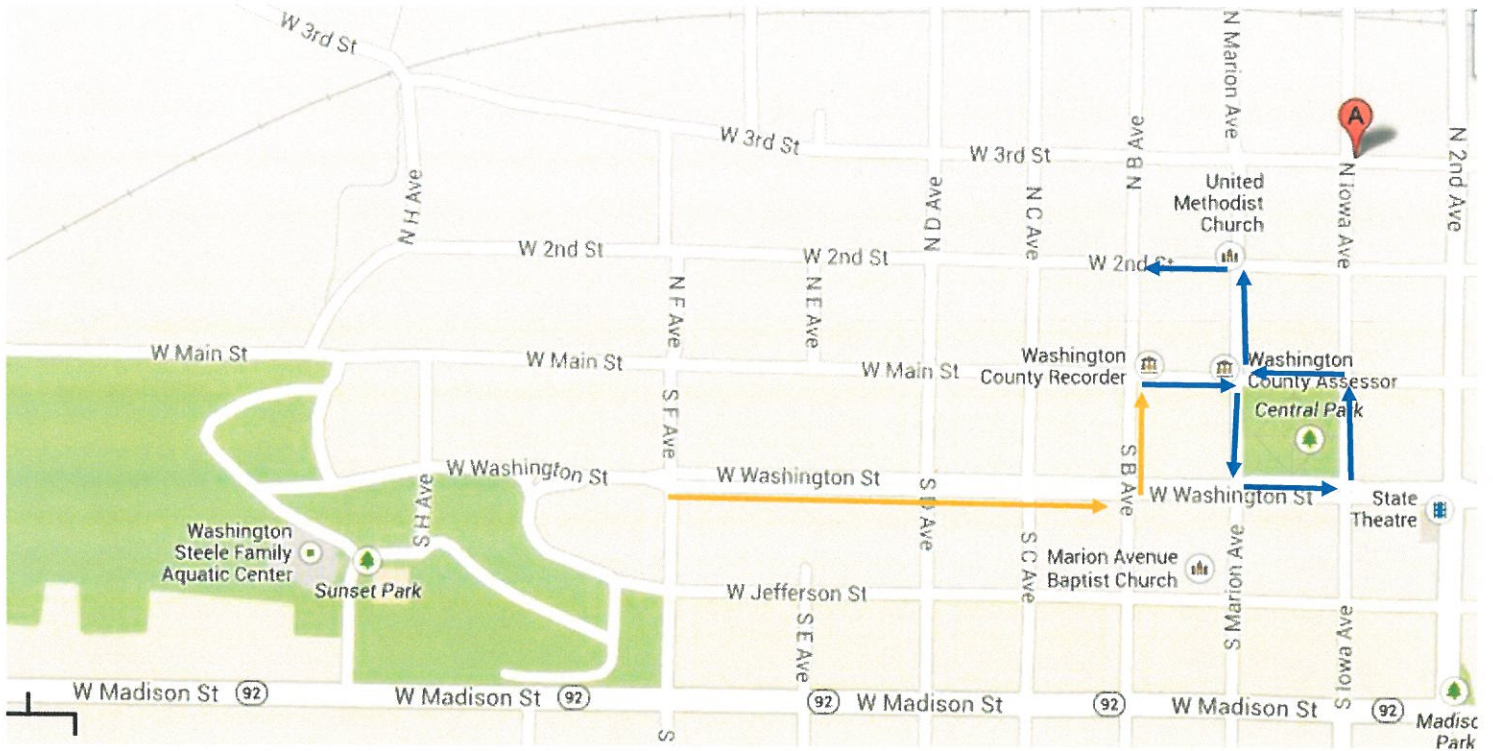 W 3rd St
N Marion Ave
A
W 3rd St
W 3rd St
N B Ave
N 2nd Ave
N H Ave
N D Ave
N C Ave
United
Methodist
Church
N Iowa Ave
W 2nd St
W 2nd St
W 2nd St
N F Ave
N E Ave
W Main St
W Main St
W Main St
Washington
County Recorder
Washington
County Assessor
Central Park
S F Ave
W Washington St
W Washington St
S B Ave
W Washington St
S H Ave
S D Ave
State
Theatre
Washington
Steele Family
Aquatic Center
Sunset Park
S C Ave
Marion Avenue
Baptist Church
S Marion Ave
W Jefferson St
S E Ave
S Iowa Ave
W Madison St 92
W Madison St 92
92 W Madison St
92
W Madison St 92
S
Madisc
Park